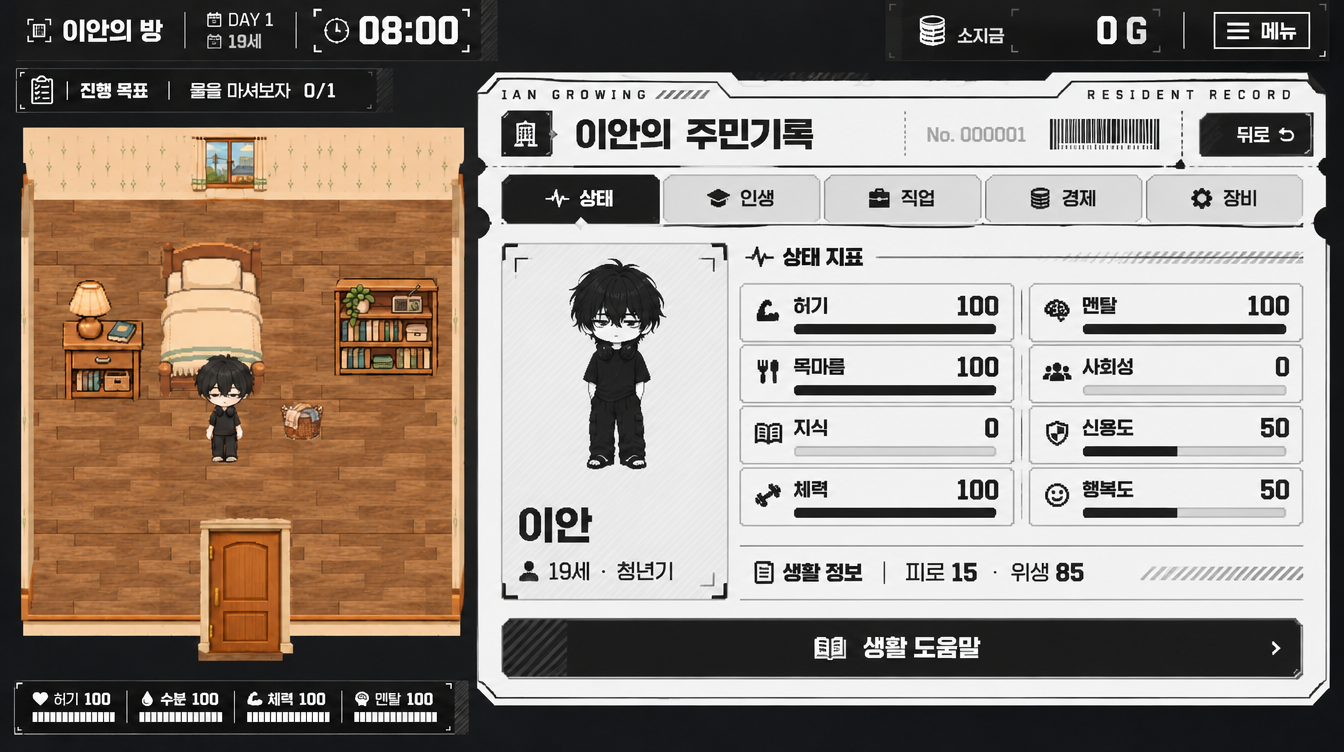 이안의 방
DAY 1
19세
08:00
소지금
0 G
메뉴
진행 목표
물을 마셔보자 0/1
IAN GROWING
RESIDENT RECORD
이안의 주민기록
No. 000001
뒤로
상태
인생
직업
경제
장비
상태 지표
허기 100
멘탈 100
목마름 100
사회성 0
지식 0
신용도 50
체력 100
행복도 50
이안
19세 · 청년기
생활 정보
피로 15 · 위생 85
생활 도움말
허기 100
수분 100
체력 100
멘탈 100